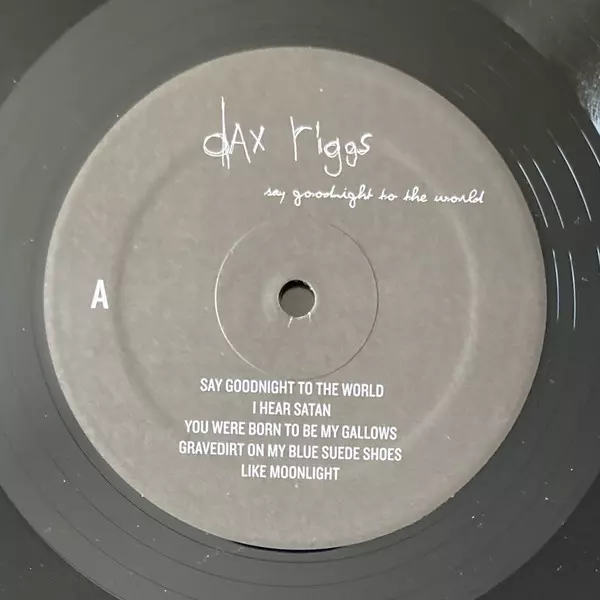 dAx riggs
say goodnight to the world
A
SAY GOODNIGHT TO THE WORLD
I HEAR SATAN
YOU WERE BORN TO BE MY GALLOWS
GRAVEDIRT ON MY BLUE SUEDE SHOES
LIKE MOONLIGHT